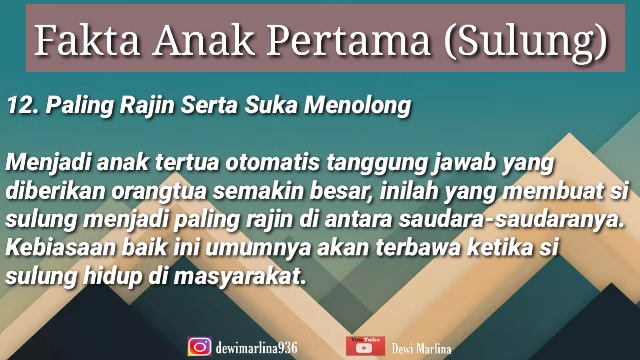 Fakta Anak Pertama (Sulung)
12. Paling Rajin Serta Suka Menolong
Menjadi anak tertua otomatis tanggung jawab yang
diberikan orangtua semakin besar, inilah yang membuat si
sulung menjadi paling rajin di antara saudara-saudaranya.
Kebiasaan baik ini umumnya akan terbawa ketika si
sulung hidup di masyarakat.
dewimarlina936
YouTube
Dewi Marlina